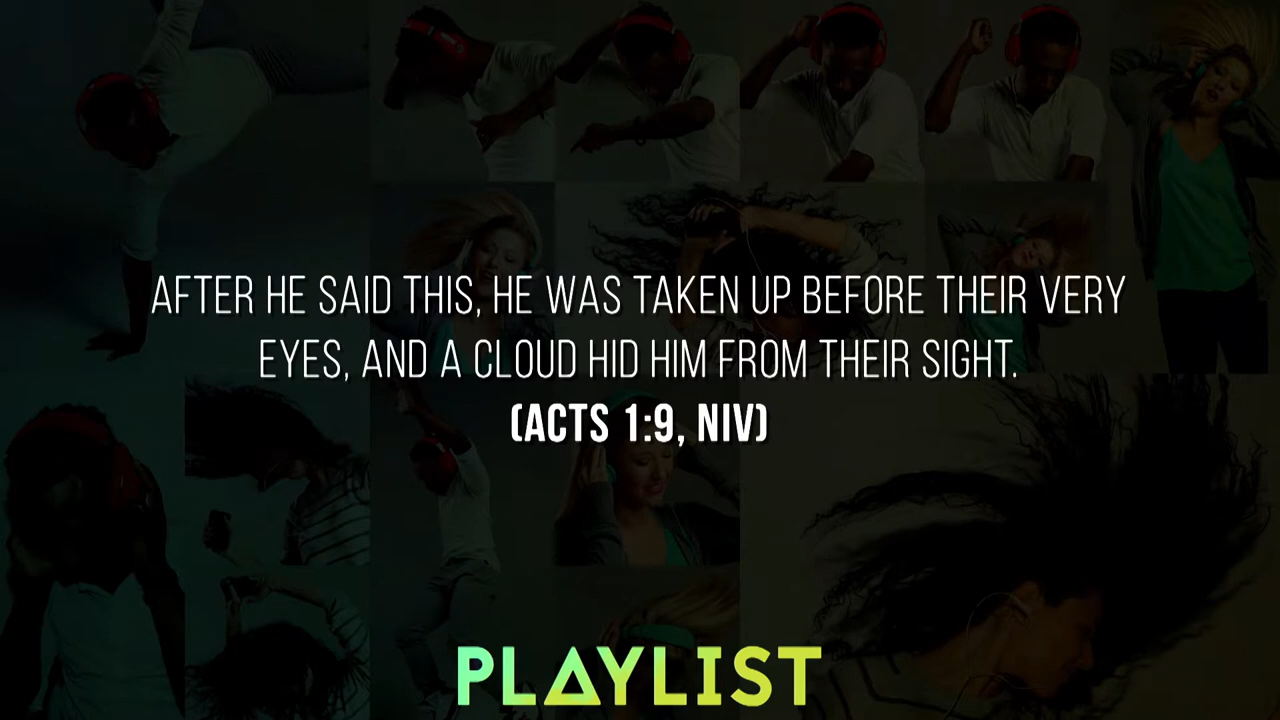 AFTER HE SAID THIS, HE WAS TAKEN UP BEFORE THEIR VERY
EYES, AND A CLOUD HID HIM FROM THEIR SIGHT.
(ACTS 1:9, NIV)
PLAYLIST